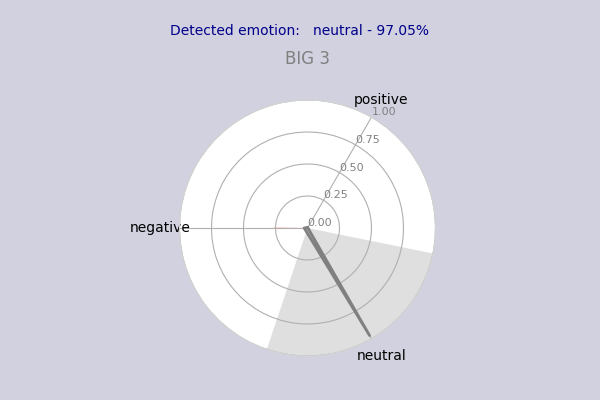 Detected emotion:   neutral - 97.05%
BIG 3
positive
1.00
0.75
0.50
0.25
0.00
negative
neutral